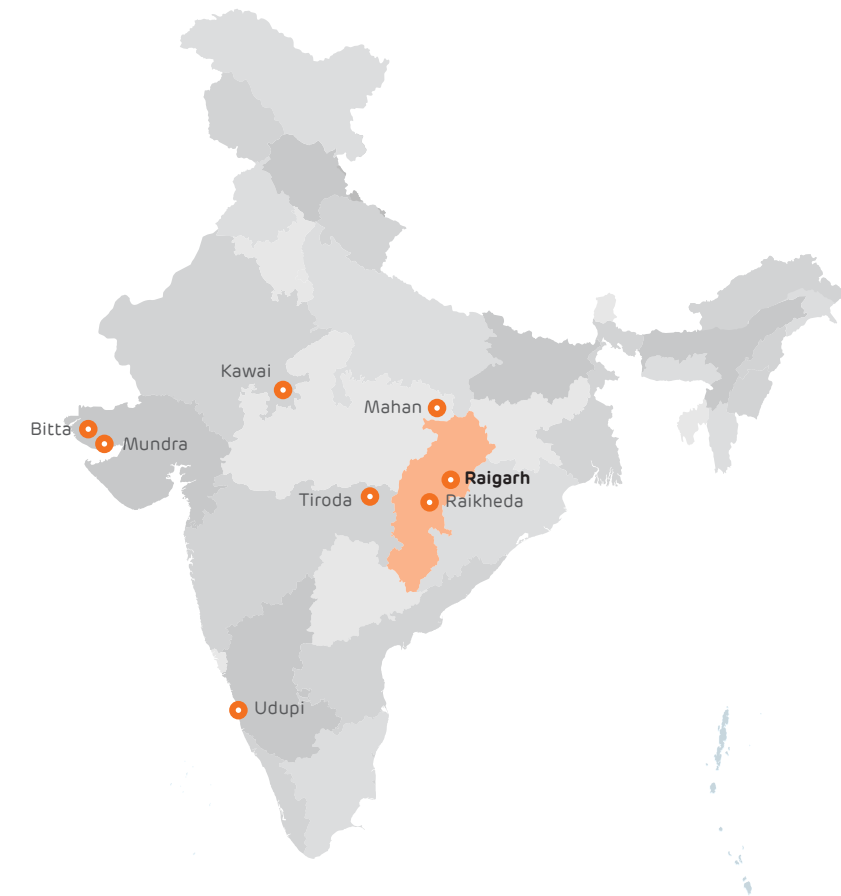 Kawai
Mahan
Bitta
Mundra
Raigarh
Tiroda
Raikheda
Udupi